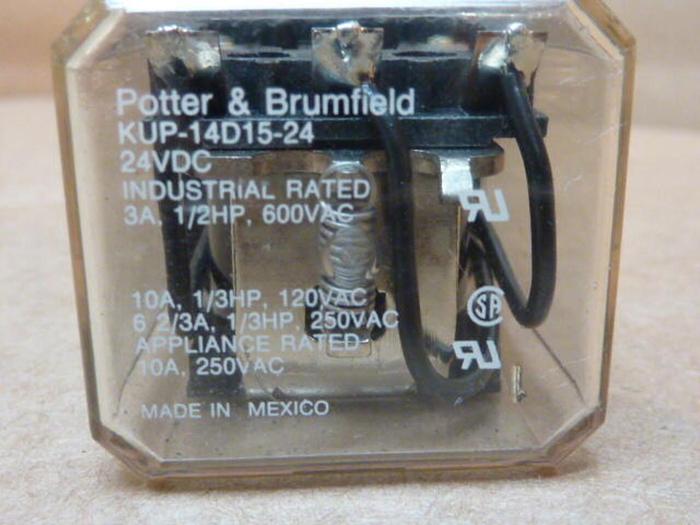 Potter & Brumfield
KUP-14D15-24
24VDC
INDUSTRIAL RATED
3A, 1/2HP, 600VAC
10A, 1/3HP, 120VAC
6 2/3A, 1/3HP, 250VAC
APPLIANCE RATED
10A, 250VAC
MADE IN MEXICO